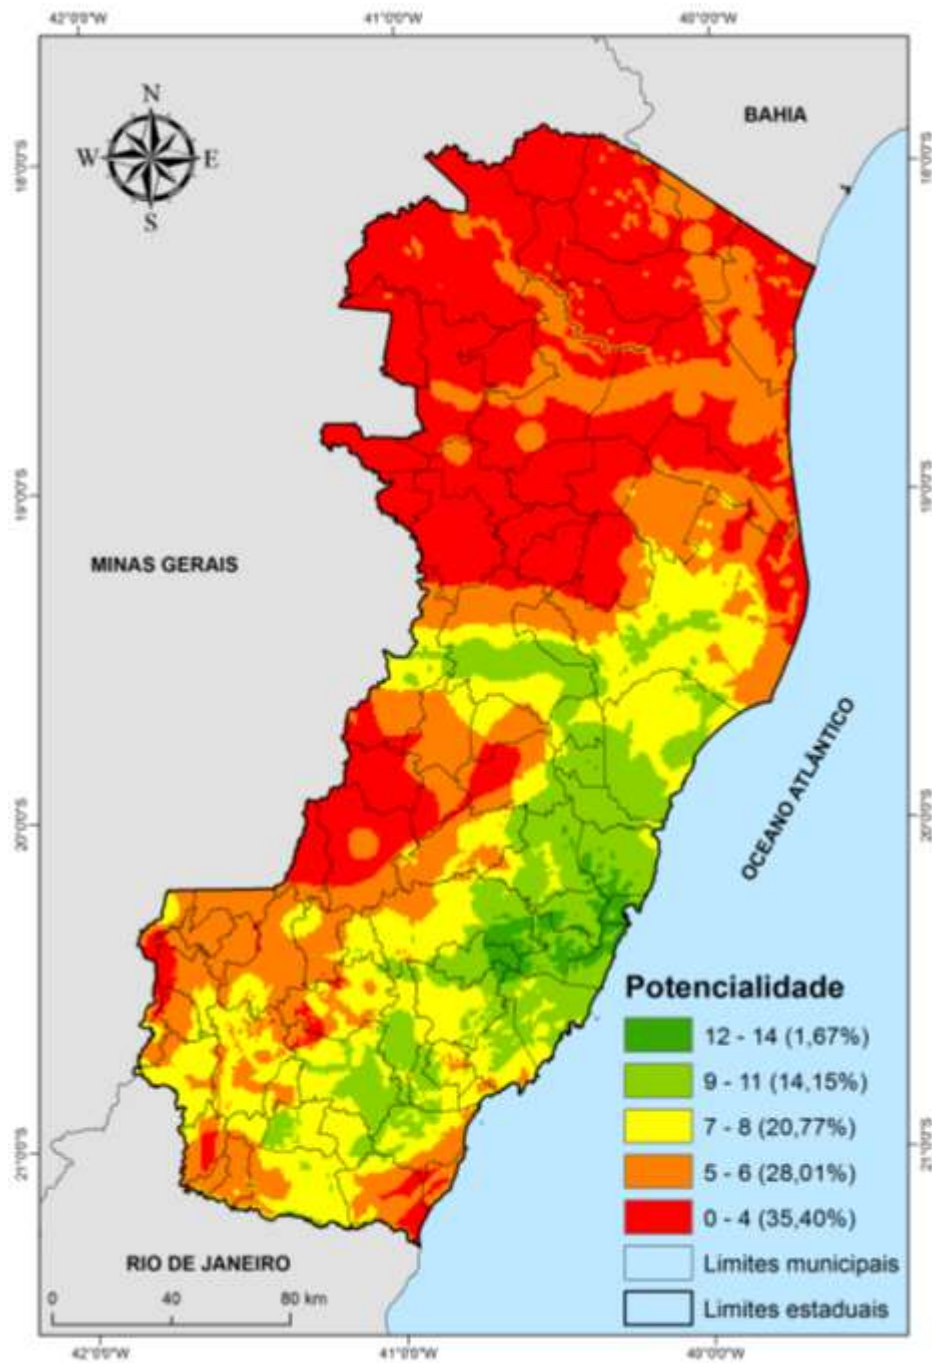 42°0'0"W 41°0'0"W 40°0'0"W
BAHIA
N
W E
S
18°0'0"S 18°0'0"S
19°0'0"S 19°0'0"S
MINAS GERAIS
OCEANO ATLÂNTICO
20°0'0"S 20°0'0"S
Potencialidade
12 - 14 (1,67%)
9 - 11 (14,15%)
7 - 8 (20,77%)
5 - 6 (28,01%)
0 - 4 (35,40%)
Limites municipais
Limites estaduais
21°0'0"S 21°0'0"S
RIO DE JANEIRO
0 40 80 km
42°0'0"W 41°0'0"W 40°0'0"W